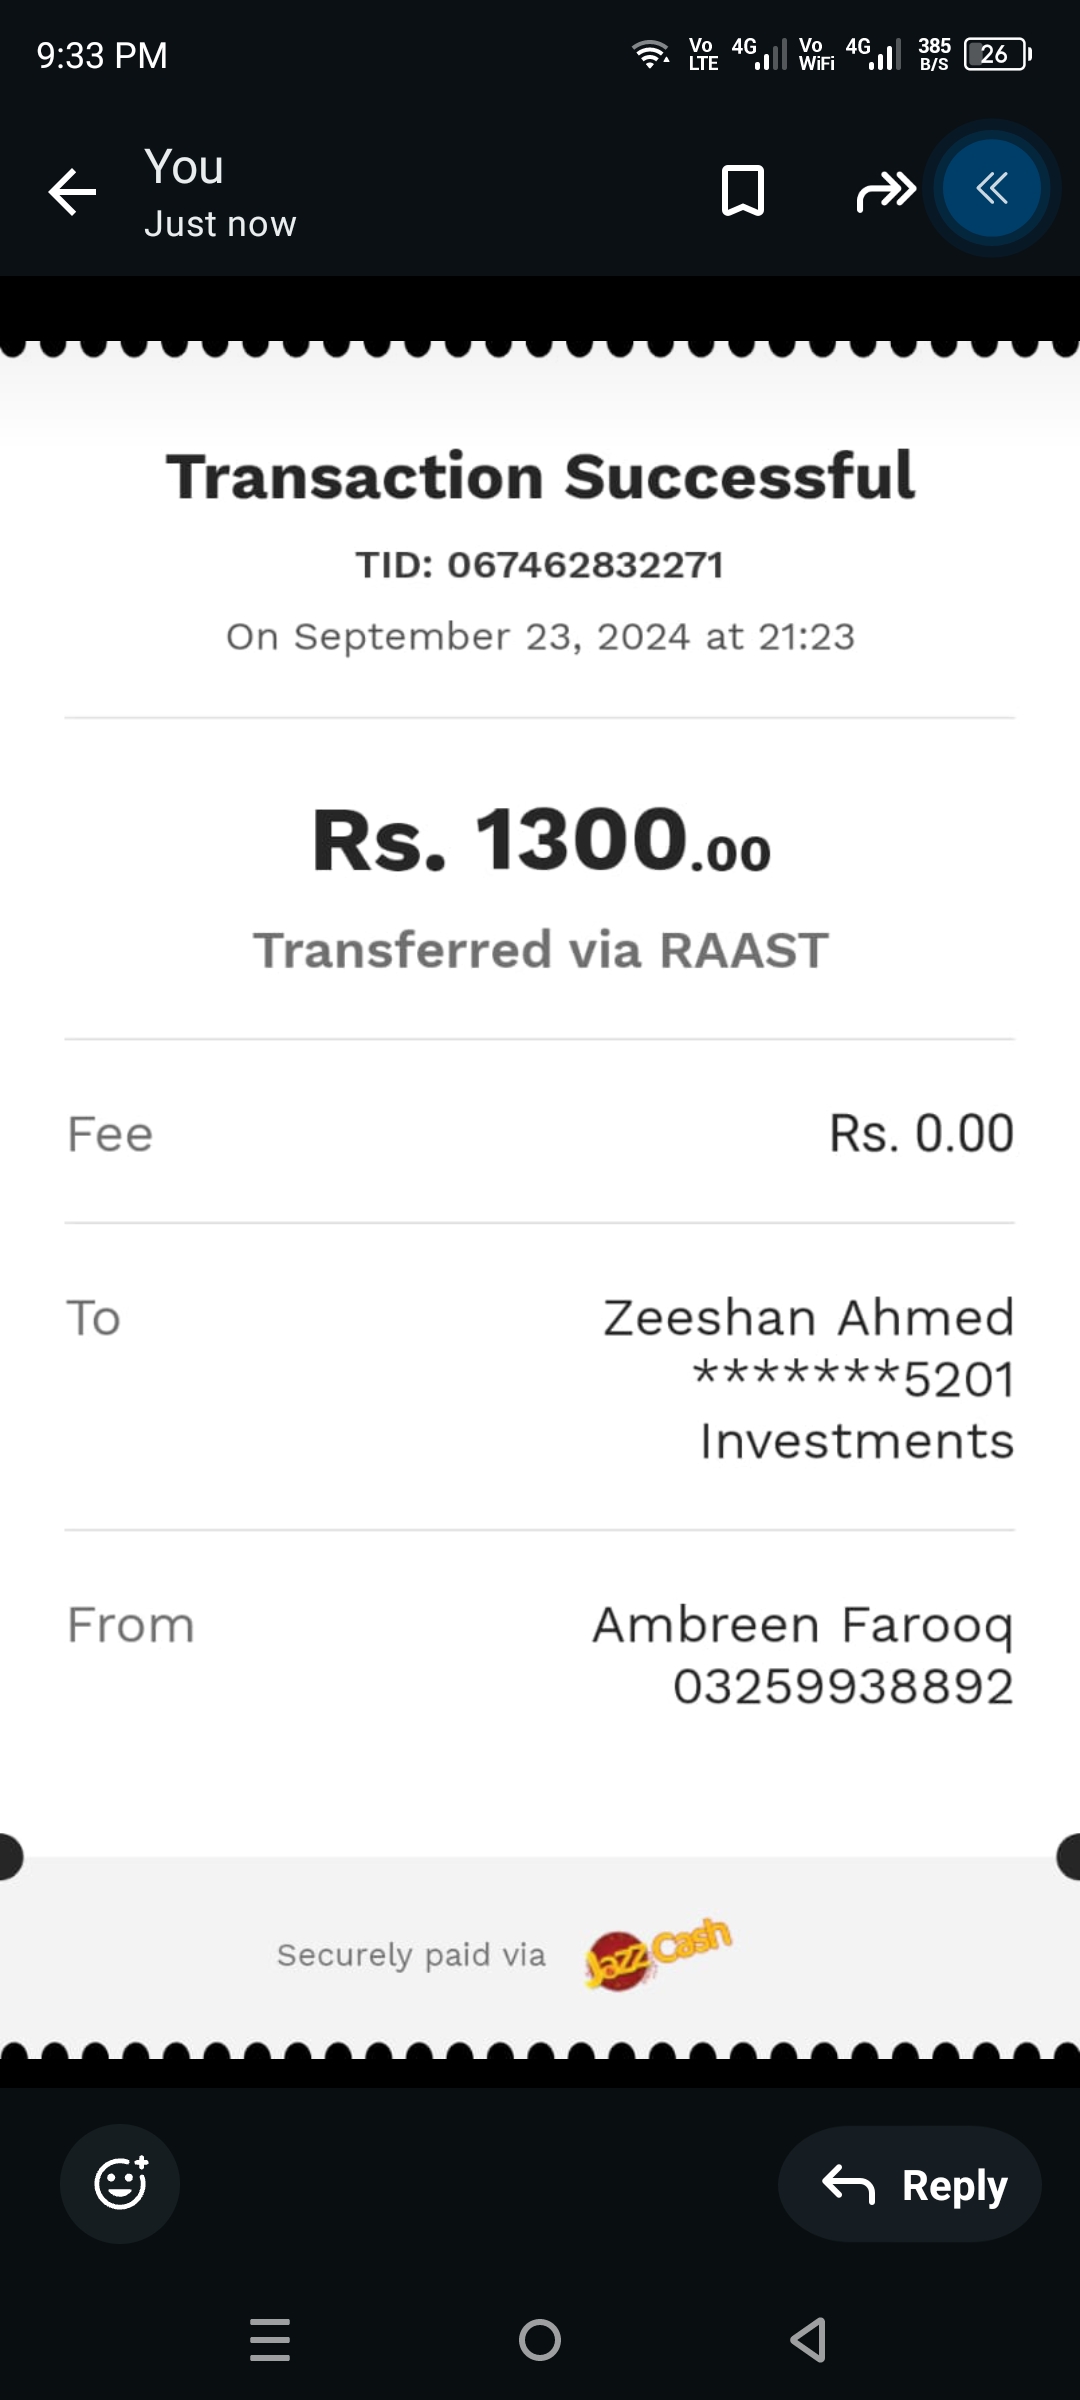 9:33 PM
Vo LTE 4G Vo WiFi 4G 385 B/S 26
You
Just now
Transaction Successful
TID: 067462832271
On September 23, 2024 at 21:23
Rs. 1300.00
Transferred via RAAST
Fee Rs. 0.00
To Zeeshan Ahmed
*******5201
Investments
From Ambreen Farooq
03259938892
Securely paid via JazzCash
Reply